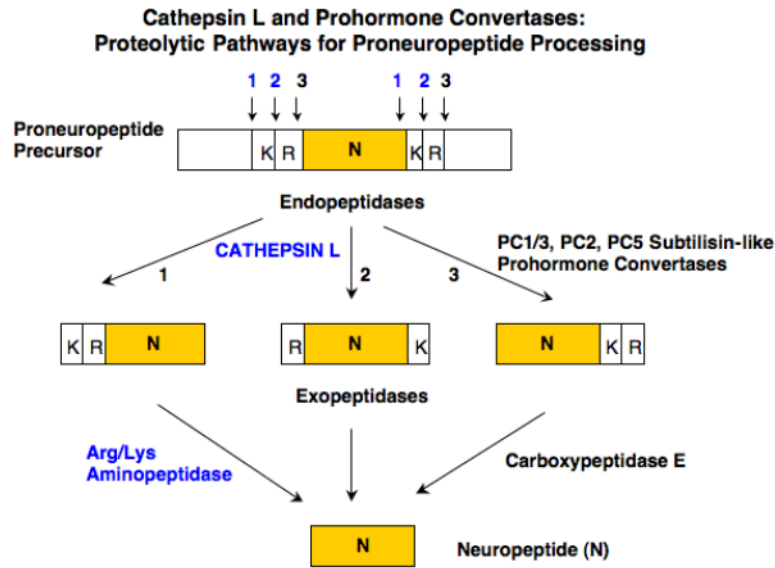 Cathepsin L and Prohormone Convertases:
Proteolytic Pathways for Proneuropeptide Processing
1 2 3 1 2 3
Proneuropeptide
Precursor
K R N K R
Endopeptidases
CATHEPSIN L
PC1/3, PC2, PC5 Subtilisin-like
Prohormone Convertases
1 2 3
K R N R N K N K R
Exopeptidases
Arg/Lys
Aminopeptidase
Carboxypeptidase E
N
Neuropeptide (N)